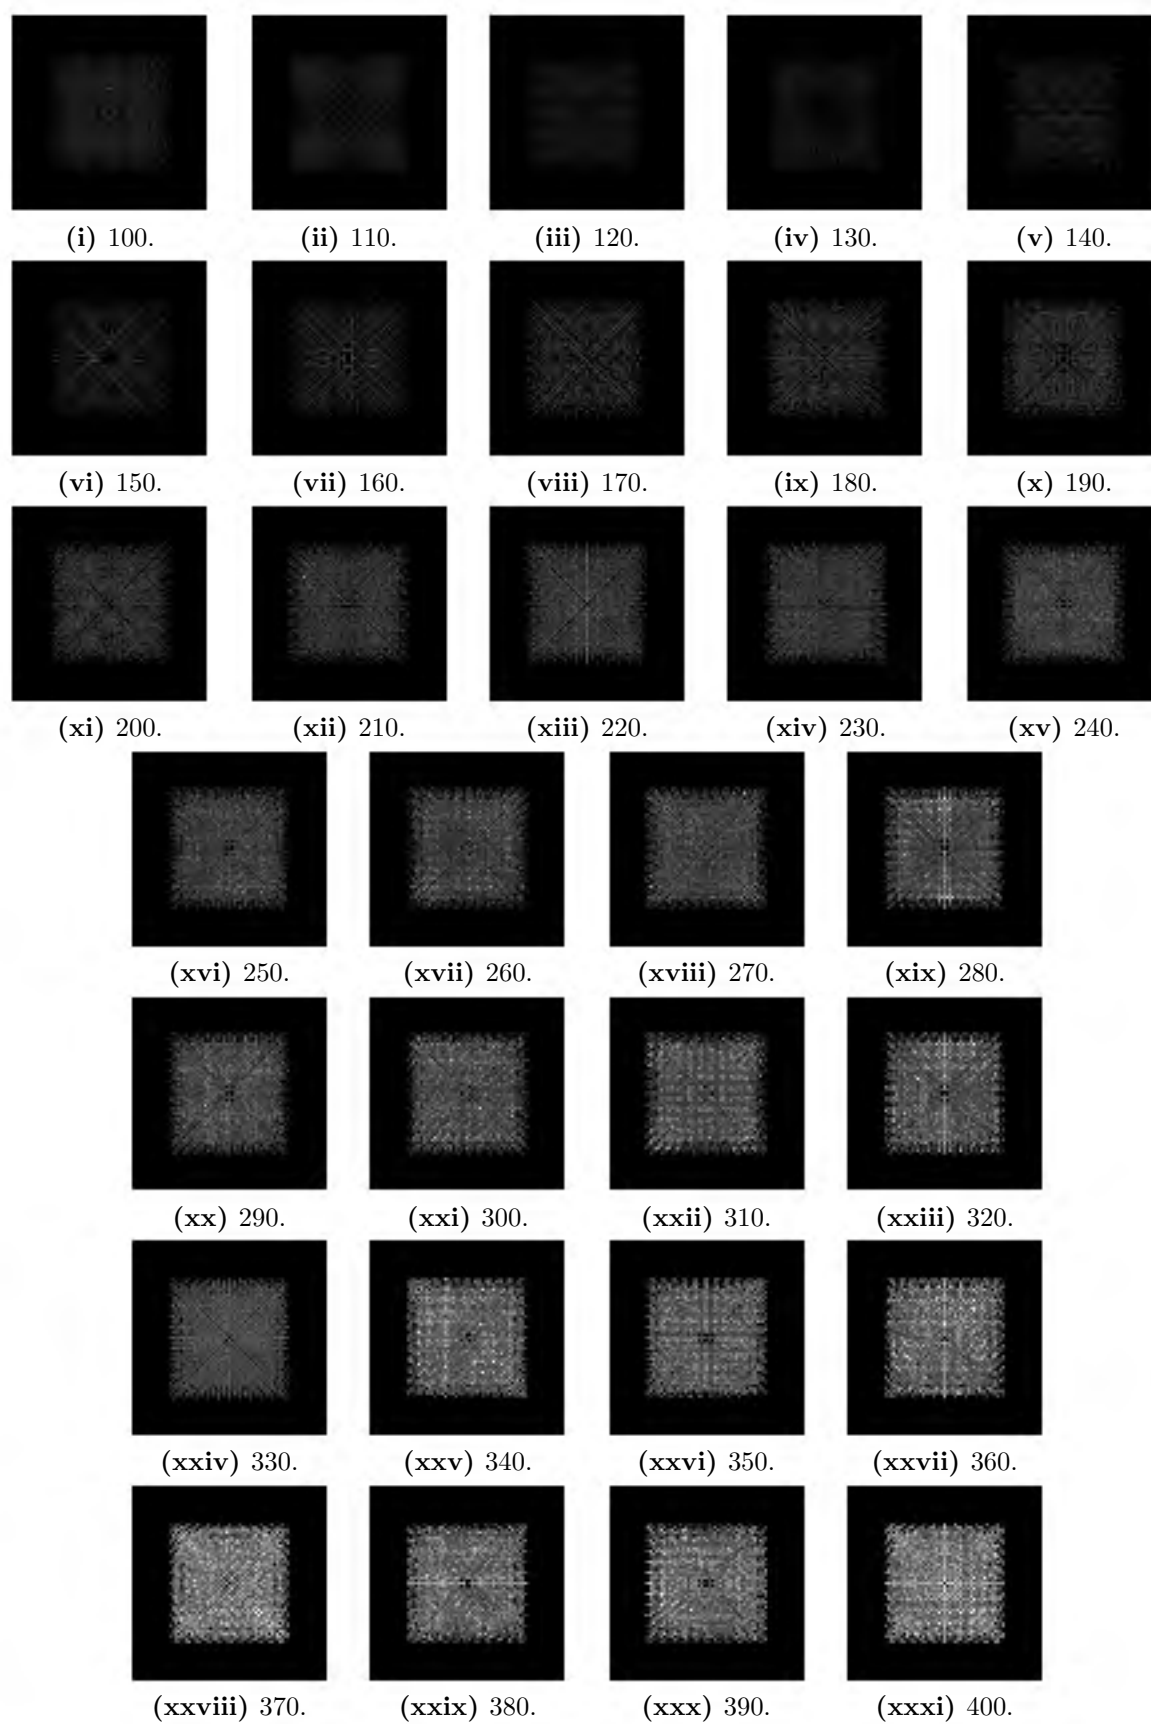 (i) 100. (ii) 110. (iii) 120. (iv) 130. (v) 140.
(vi) 150. (vii) 160. (viii) 170. (ix) 180. (x) 190.
(xi) 200. (xii) 210. (xiii) 220. (xiv) 230. (xv) 240.
(xvi) 250. (xvii) 260. (xviii) 270. (xix) 280.
(xx) 290. (xxi) 300. (xxii) 310. (xxiii) 320.
(xxiv) 330. (xxv) 340. (xxvi) 350. (xxvii) 360.
(xxviii) 370. (xxix) 380. (xxx) 390. (xxxi) 400.